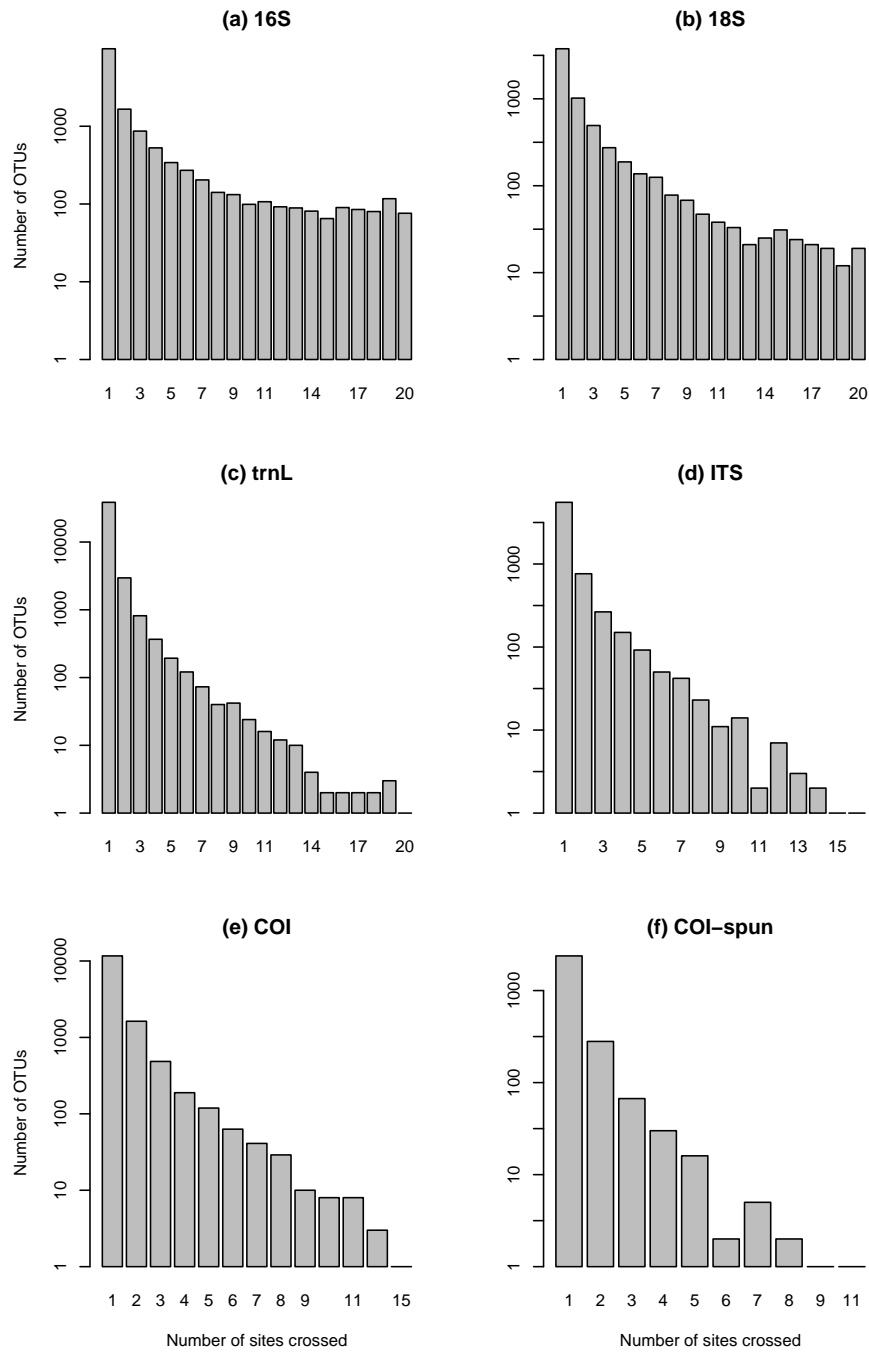 (a) 16S
Number of OTUs
1 10 100 1000
1 3 5 7 9 11 14 17 20
(b) 18S
1 10 100 1000
1 3 5 7 9 11 14 17 20
(c) trnL
Number of OTUs
1 10 100 1000 10000
1 3 5 7 9 11 14 17 20
(d) ITS
1 10 100 1000
1 3 5 7 9 11 13 15
(e) COI
Number of OTUs
1 10 100 1000 10000
1 2 3 4 5 6 7 8 9 11 15
Number of sites crossed
(f) COI−spun
1 10 100 1000
1 2 3 4 5 6 7 8 9 11
Number of sites crossed